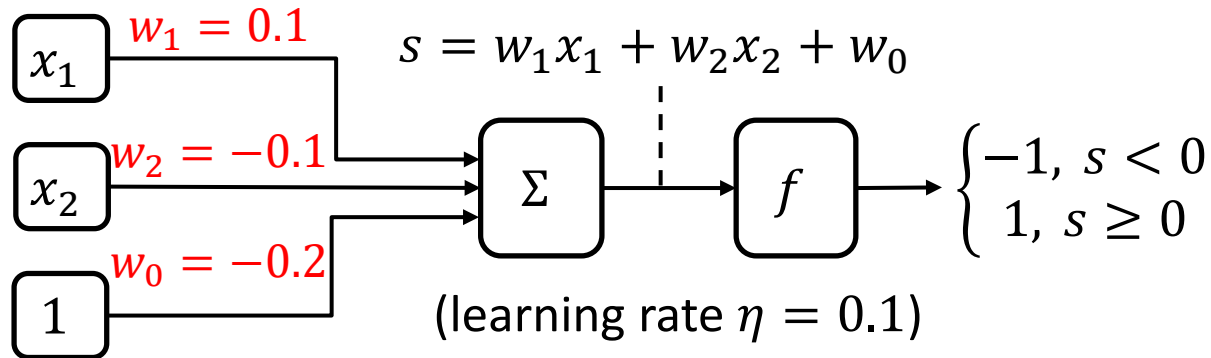 w₁ = 0.1
x₁
s = w₁x₁ + w₂x₂ + w₀
w₂ = −0.1
x₂
Σ
f
−1, s < 0
1, s ≥ 0
w₀ = −0.2
1
(learning rate η = 0.1)